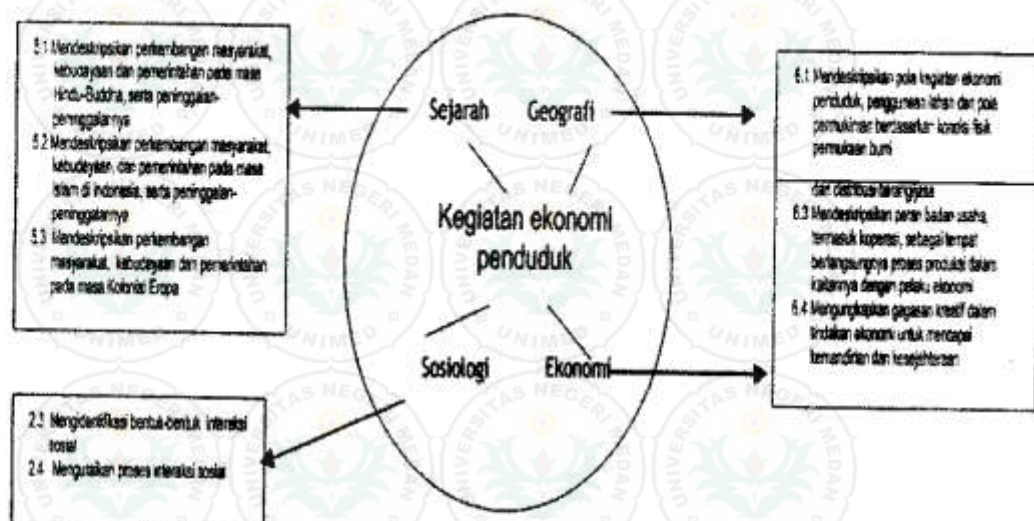 5.1 Mendeskripsikan perkembangan masyarakat,
kebudayaan dan pemerintahan pada masa
Hindu-Buddha, serta peninggalan-
peninggalannya
5.2 Mendeskripsikan perkembangan masyarakat,
kebudayaan, dan pemerintahan pada masa
Islam di Indonesia, serta peninggalan-
peninggalannya
5.3 Mendeskripsikan perkembangan
masyarakat, kebudayaan dan pemerintahan
pada masa Kolonial Eropa
Sejarah
Geografi
Kegiatan ekonomi
penduduk
Sosiologi
Ekonomi
6.1 Mendeskripsikan pola kegiatan ekonomi
penduduk, penggunaan lahan dan pola
permukiman berdasarkan kondisi fisik
permukaan bumi
dan distribusi barang/jasa
6.3 Mendeskripsikan peran badan usaha,
termasuk koperasi, sebagai tempat
berlangsungnya proses produksi dalam
kaitannya dengan pelaku ekonomi
6.4 Mengungkapkan gagasan kreatif dalam
tindakan ekonomi untuk mencapai
kemandirian dan kesejahteraan
2.3 Mengidentifikasi bentuk-bentuk interaksi
sosial
2.4 Menguraikan proses interaksi sosial